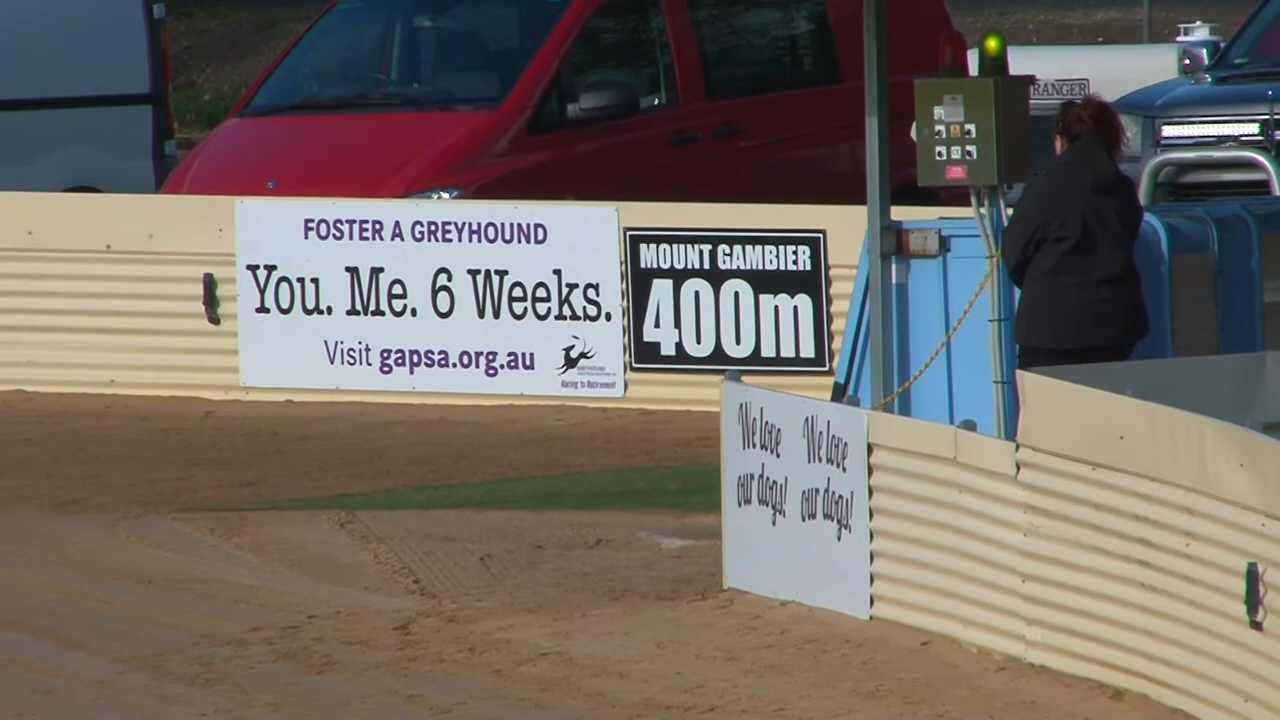 FOSTER A GREYHOUND
You. Me. 6 Weeks.
Visit gapsa.org.au
GREYHOUND
Racing to Retirement
MOUNT GAMBIER
400m
RANGER
We love
our dogs!
We love
our dogs!